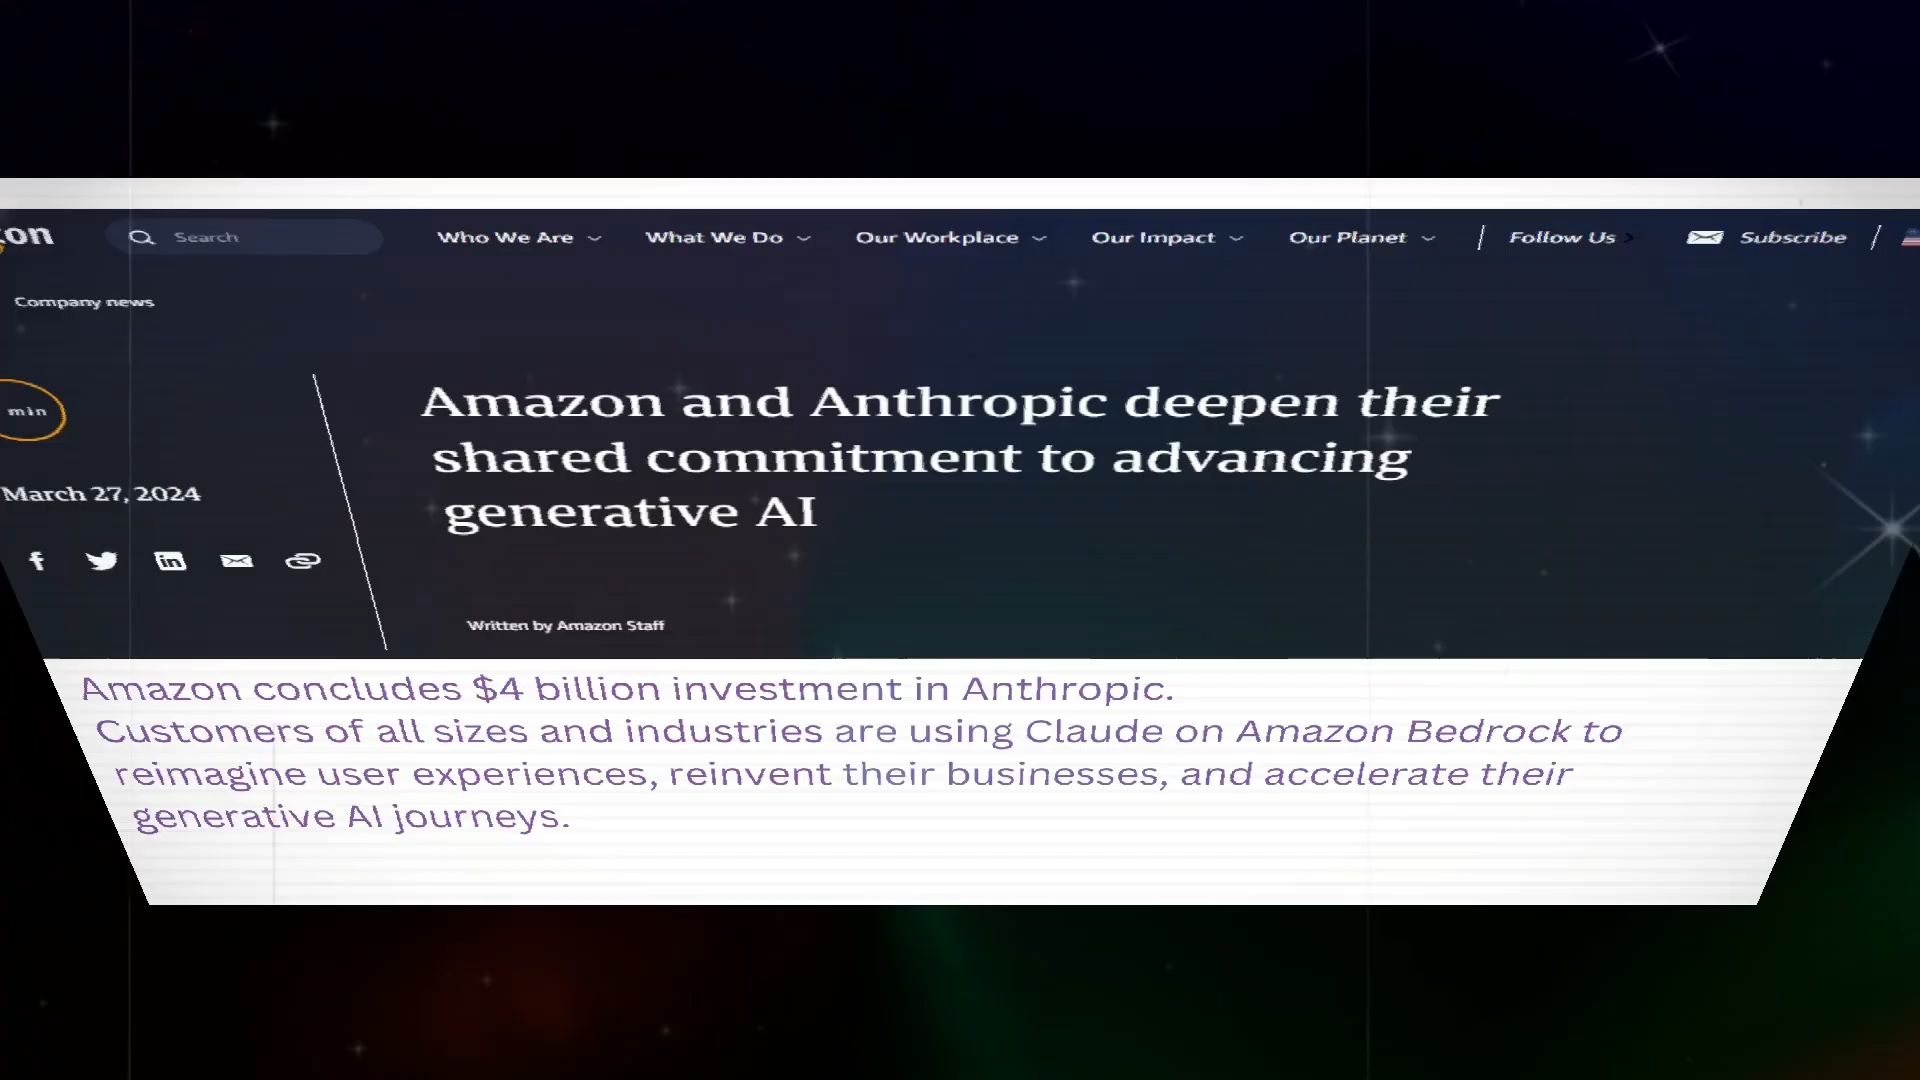 Search
Who We Are
What We Do
Our Workplace
Our Impact
Our Planet
Follow Us
Subscribe
Company news
min
March 27, 2024
Amazon and Anthropic deepen their
shared commitment to advancing
generative AI
Written by Amazon Staff
Amazon concludes $4 billion investment in Anthropic.
Customers of all sizes and industries are using Claude on Amazon Bedrock to
reimagine user experiences, reinvent their businesses, and accelerate their
generative AI journeys.